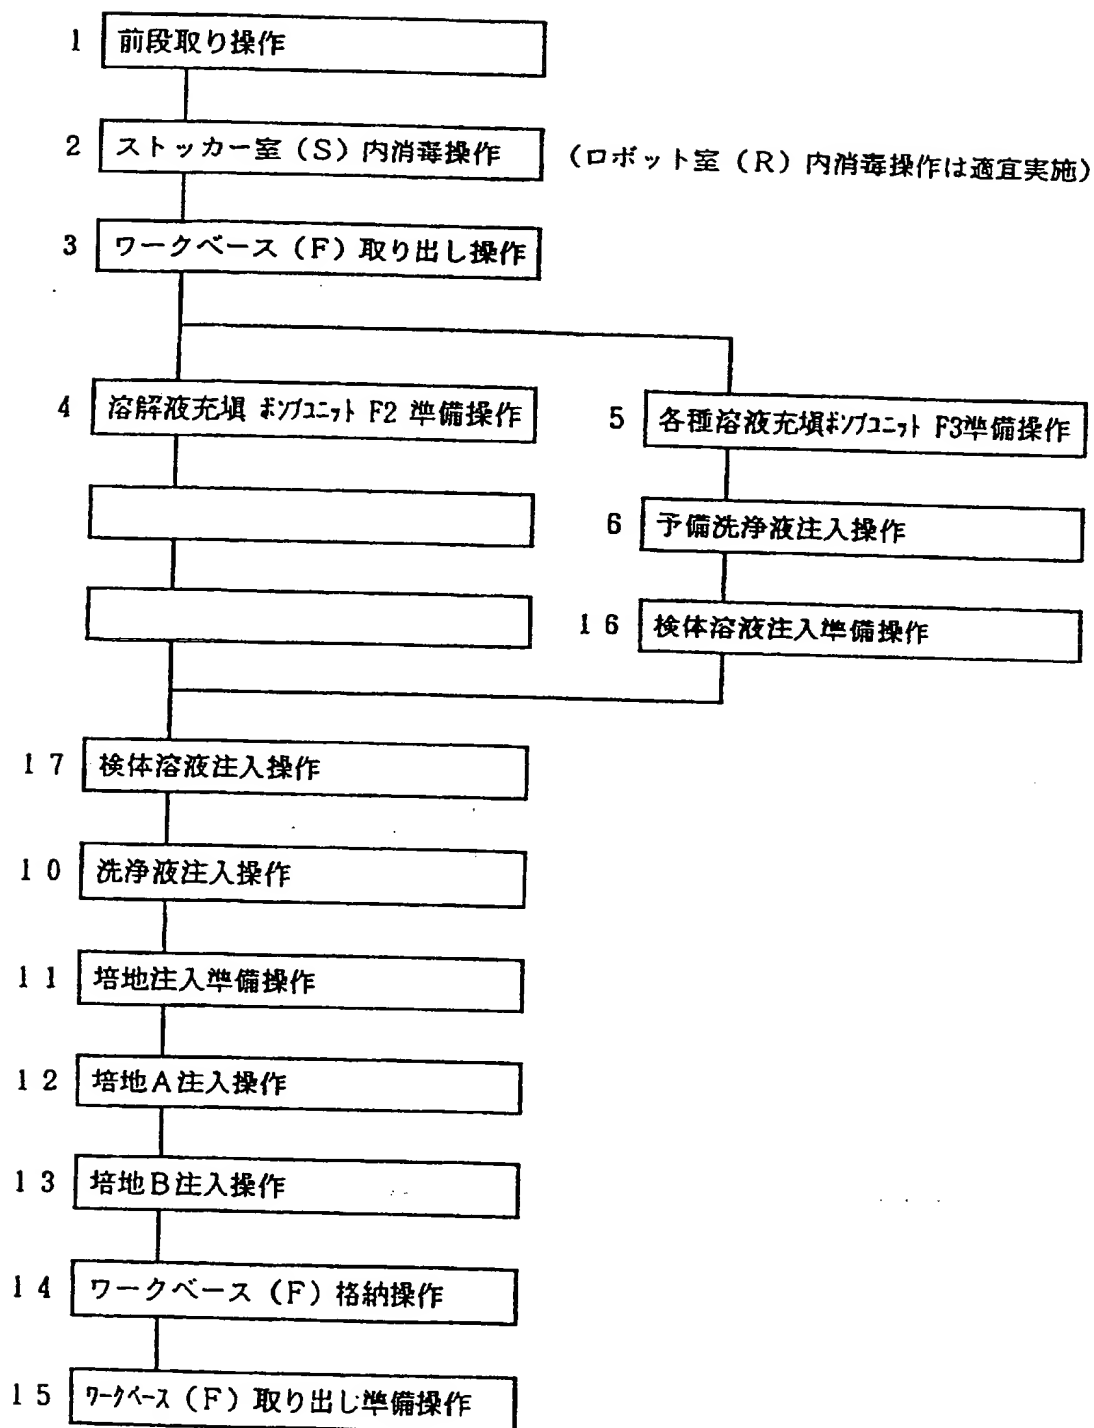 1 前段取り操作
2 ストッカー室（S）内消毒操作 （ロボット室（R）内消毒操作は適宜実施）
3 ワークベース（F）取り出し操作
4 溶解液充塡 ポンプユニット F2 準備操作
5 各種溶液充塡ポンプユニット F3準備操作
6 予備洗浄液注入操作
16 検体溶液注入準備操作
17 検体溶液注入操作
10 洗浄液注入操作
11 培地注入準備操作
12 培地A注入操作
13 培地B注入操作
14 ワークベース（F）格納操作
15 ワークベース（F）取り出し準備操作